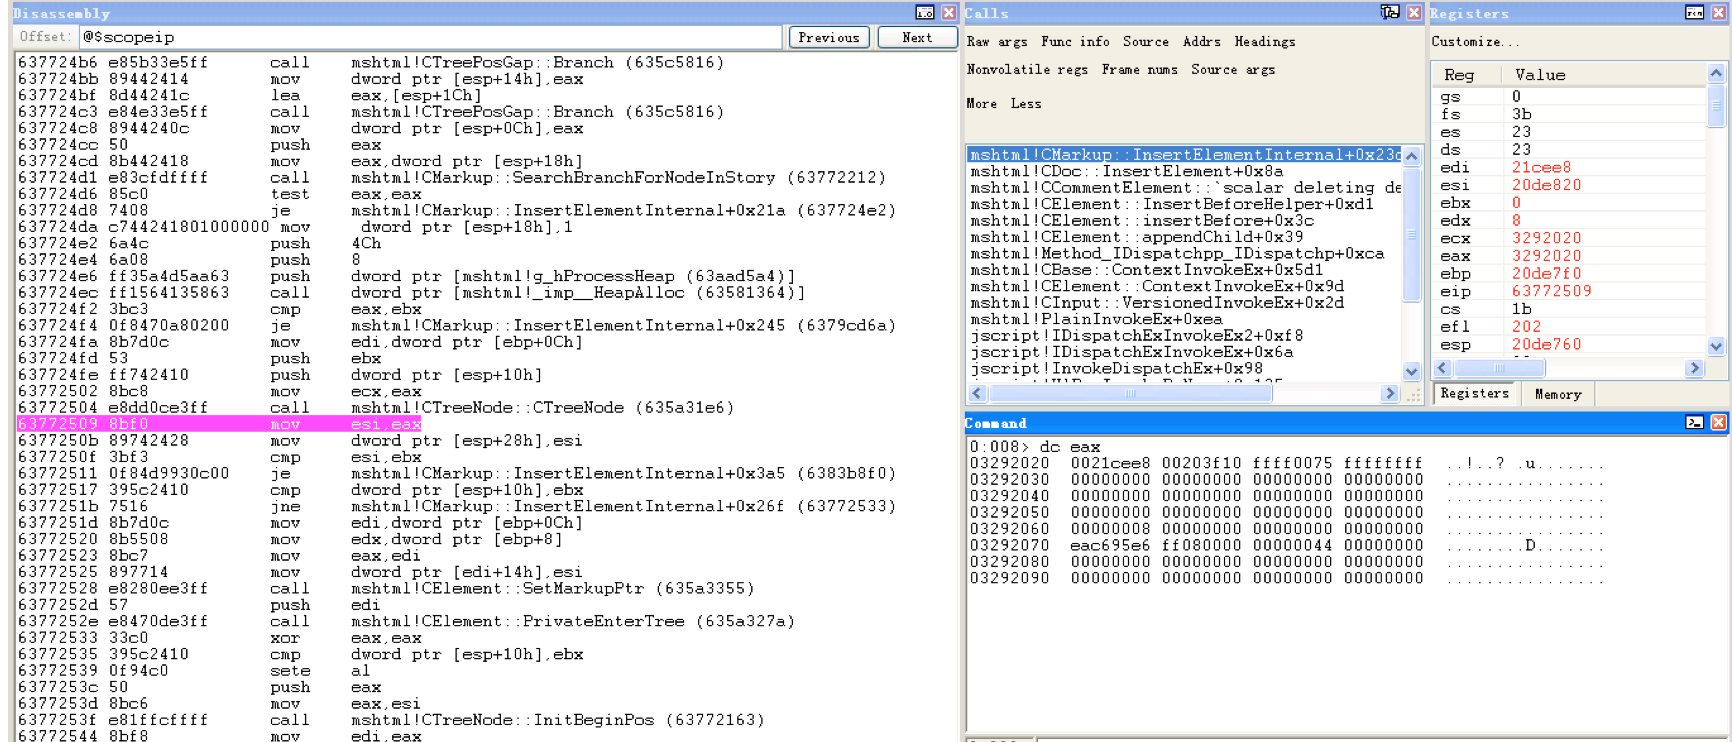 Disassembly
Offset: @$scopeip
Previous Next
637724b6 e85b33e5ff call mshtml!CTreePosGap::Branch (635c5816)
637724bb 89442414 mov dword ptr [esp+14h],eax
637724bf 8d44241c lea eax,[esp+1Ch]
637724c3 e84e33e5ff call mshtml!CTreePosGap::Branch (635c5816)
637724c8 8944240c mov dword ptr [esp+0Ch],eax
637724cc 50 push eax
637724cd 8b442418 mov eax,dword ptr [esp+18h]
637724d1 e83cfdffff call mshtml!CMarkup::SearchBranchForNodeInStory (63772212)
637724d6 85c0 test eax,eax
637724d8 7408 je mshtml!CMarkup::InsertElementInternal+0x21a (637724e2)
637724da c744241801000000 mov dword ptr [esp+18h],1
637724e2 6a4c push 4Ch
637724e4 6a08 push 8
637724e6 ff35a4d5aa63 push dword ptr [mshtml!g_hProcessHeap (63aad5a4)]
637724ec ff1564135863 call dword ptr [mshtml!_imp__HeapAlloc (63581364)]
637724f2 3bc3 cmp eax,ebx
637724f4 0f8470a80200 je mshtml!CMarkup::InsertElementInternal+0x245 (6379cd6a)
637724fa 8b7d0c mov edi,dword ptr [ebp+0Ch]
637724fd 53 push ebx
637724fe ff742410 push dword ptr [esp+10h]
63772502 8bc8 mov ecx,eax
63772504 e8dd0ce3ff call mshtml!CTreeNode::CTreeNode (635a31e6)
63772509 8bf0 mov esi,eax
6377250b 89742428 mov dword ptr [esp+28h],esi
6377250f 3bf3 cmp esi,ebx
63772511 0f84d9930c00 je mshtml!CMarkup::InsertElementInternal+0x3a5 (6383b8f0)
63772517 395c2410 cmp dword ptr [esp+10h],ebx
6377251b 7516 jne mshtml!CMarkup::InsertElementInternal+0x26f (63772533)
6377251d 8b7d0c mov edi,dword ptr [ebp+0Ch]
63772520 8b5508 mov edx,dword ptr [ebp+8]
63772523 8bc7 mov eax,edi
63772525 897714 mov dword ptr [edi+14h],esi
63772528 e8280ee3ff call mshtml!CElement::SetMarkupPtr (635a3355)
6377252d 57 push edi
6377252e e8470de3ff call mshtml!CElement::PrivateEnterTree (635a327a)
63772533 33c0 xor eax,eax
63772535 395c2410 cmp dword ptr [esp+10h],ebx
63772539 0f94c0 sete al
6377253c 50 push eax
6377253d 8bc6 mov eax,esi
6377253f e81ffcffff call mshtml!CTreeNode::InitBeginPos (63772163)
63772544 8bf8 mov edi,eax
Calls
Raw args Func info Source Addrs Headings
Nonvolatile regs Frame nums Source args
More Less
mshtml!CMarkup::InsertElementInternal+0x23c
mshtml!CDoc::InsertElement+0x8a
mshtml!CCommentElement::`scalar deleting de
mshtml!CElement::InsertBeforeHelper+0xd1
mshtml!CElement::insertBefore+0x3c
mshtml!CElement::appendChild+0x39
mshtml!Method_IDispatchpp_IDispatchp+0xca
mshtml!CBase::ContextInvokeEx+0x5d1
mshtml!CElement::ContextInvokeEx+0x9d
mshtml!CInput::VersionedInvokeEx+0x2d
mshtml!PlainInvokeEx+0xea
jscript!IDispatchExInvokeEx2+0xf8
jscript!IDispatchExInvokeEx+0x6a
jscript!InvokeDispatchEx+0x98
Registers
Customize...
Reg Value
gs 0
fs 3b
es 23
ds 23
edi 21cee8
esi 20de820
ebx 0
edx 8
ecx 3292020
eax 3292020
ebp 20de7f0
eip 63772509
cs 1b
efl 202
esp 20de760
Registers Memory
Command
0:008> dc eax
03292020 0021cee8 00203f10 ffff0075 ffffffff ..!..? .u.......
03292030 00000000 00000000 00000000 00000000 ................
03292040 00000000 00000000 00000000 00000000 ................
03292050 00000000 00000000 00000000 00000000 ................
03292060 00000008 00000000 00000000 00000000 ................
03292070 eac695e6 ff080000 00000044 00000000 ........D.......
03292080 00000000 00000000 00000000 00000000 ................
03292090 00000000 00000000 00000000 00000000 ................